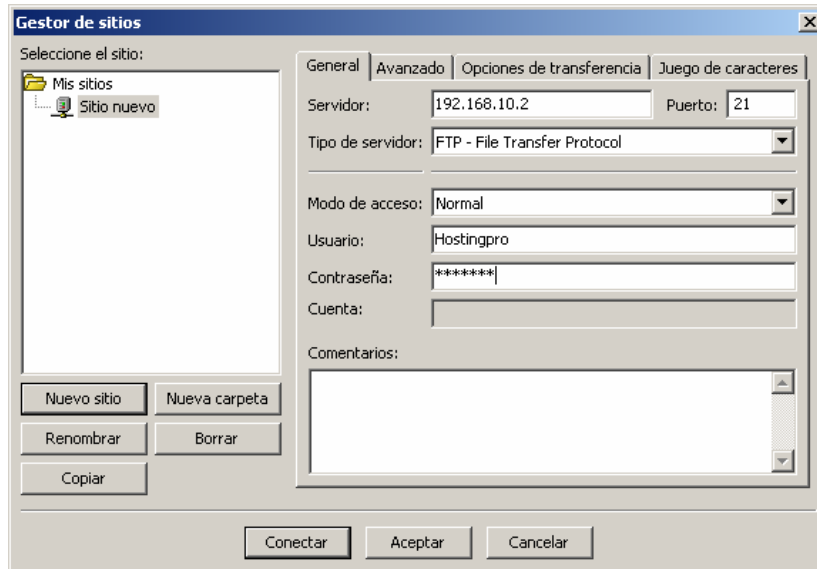 Gestor de sitios
Seleccione el sitio:
Mis sitios
Sitio nuevo
Nuevo sitio Nueva carpeta
Renombrar Borrar
Copiar
General Avanzado Opciones de transferencia Juego de caracteres
Servidor: 192.168.10.2 Puerto: 21
Tipo de servidor: FTP - File Transfer Protocol
Modo de acceso: Normal
Usuario: Hostingpro
Contraseña: *******
Cuenta:
Comentarios:
Conectar Aceptar Cancelar